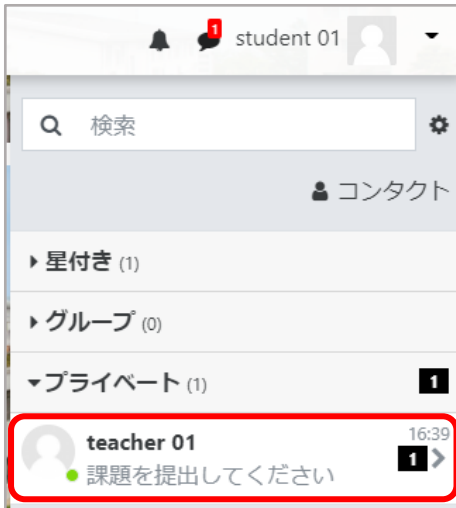 1
student 01
検索
コンタクト
星付き (1)
グループ (0)
プライベート (1) 1
teacher 01 16:39
課題を提出してください 1